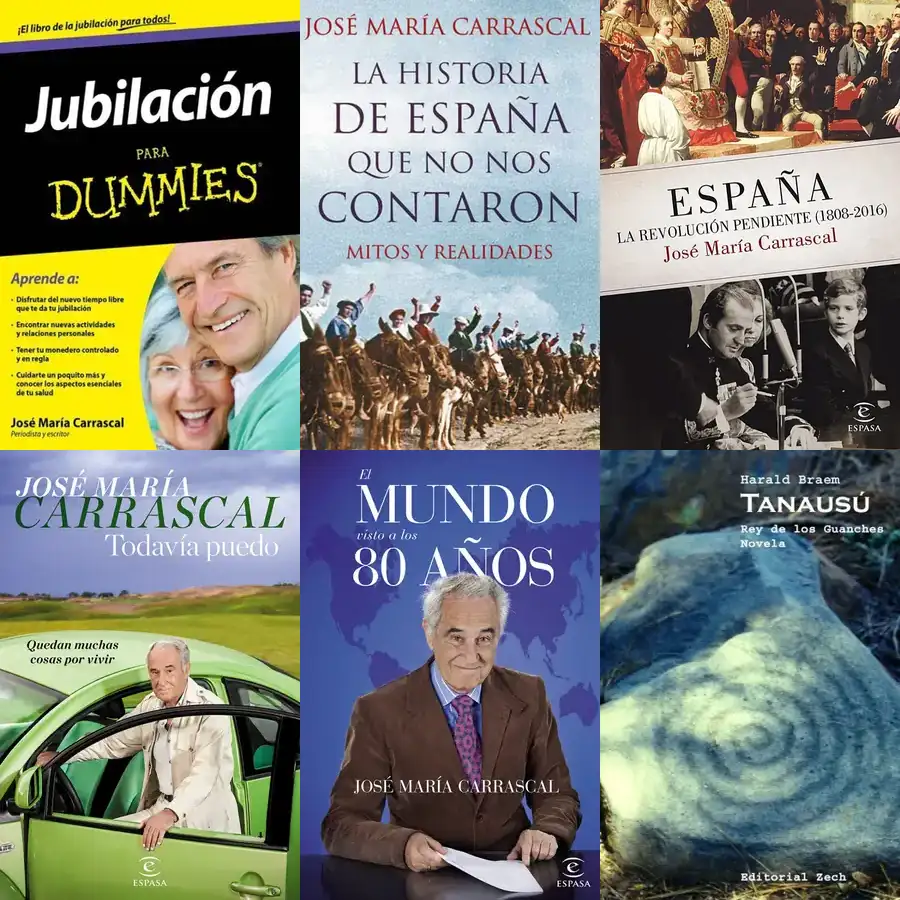 ¡El libro de la jubilación para todos!
Jubilación
PARA
DUMMIES®
Aprende a:
• Disfrutar del nuevo tiempo libre
que te da tu jubilación
• Encontrar nuevas actividades
y relaciones personales
• Tener tu monedero controlado
y en regla
• Cuidarte un poquito más y
conocer los aspectos esenciales
de tu salud
José María Carrascal
Periodista y escritor
JOSÉ MARÍA CARRASCAL
LA HISTORIA
DE ESPAÑA
QUE NO NOS
CONTARON
MITOS Y REALIDADES
ESPAÑA
LA REVOLUCIÓN PENDIENTE (1808-2016)
José María Carrascal
e
ESPASA
JOSÉ MARÍA
CARRASCAL
Todavía puedo
Quedan muchas
cosas por vivir
e
ESPASA
El
MUNDO
visto a los
80 AÑOS
JOSÉ MARÍA CARRASCAL
e
ESPASA
Harald Braem
TANAUSÚ
Rey de los Guanches
Novela
Editorial Zech